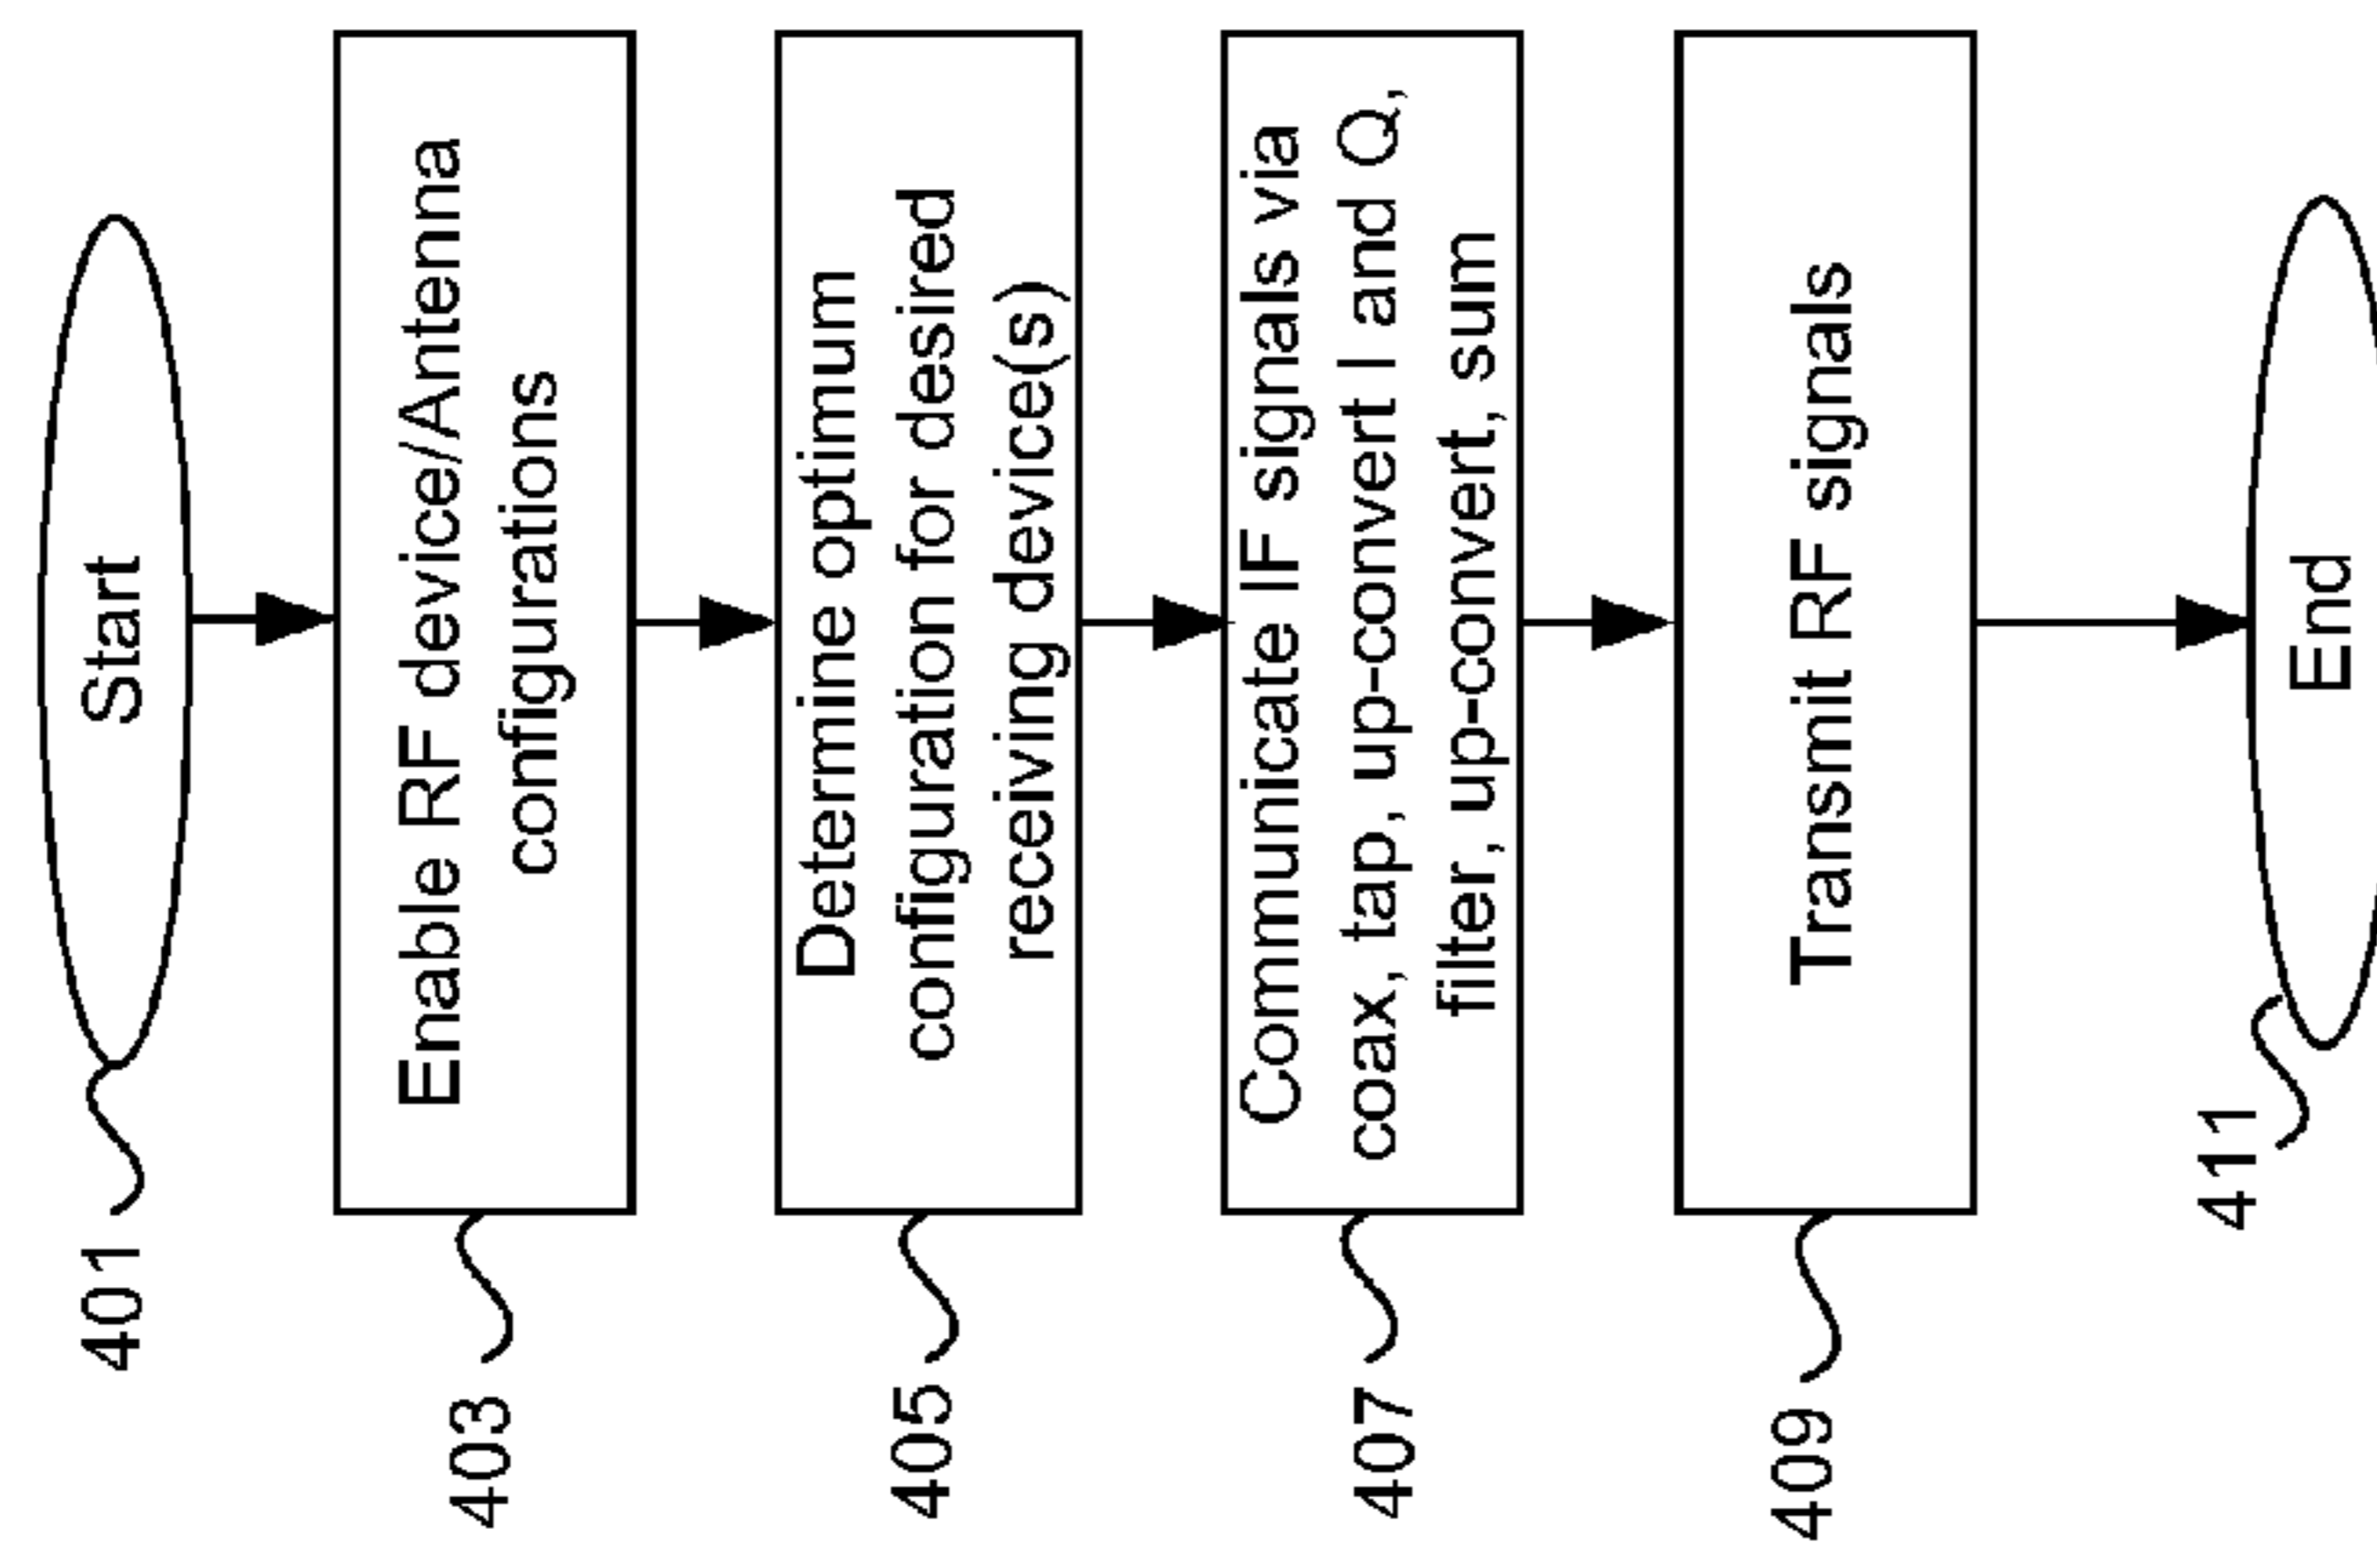 401
Start
403
Enable RF device/Antenna
configurations
405
Determine optimum
configuration for desired
receiving device(s)
407
Communicate IF signals via
coax, tap, up-convert I and Q,
filter, up-convert, sum
409
Transmit RF signals
411
End